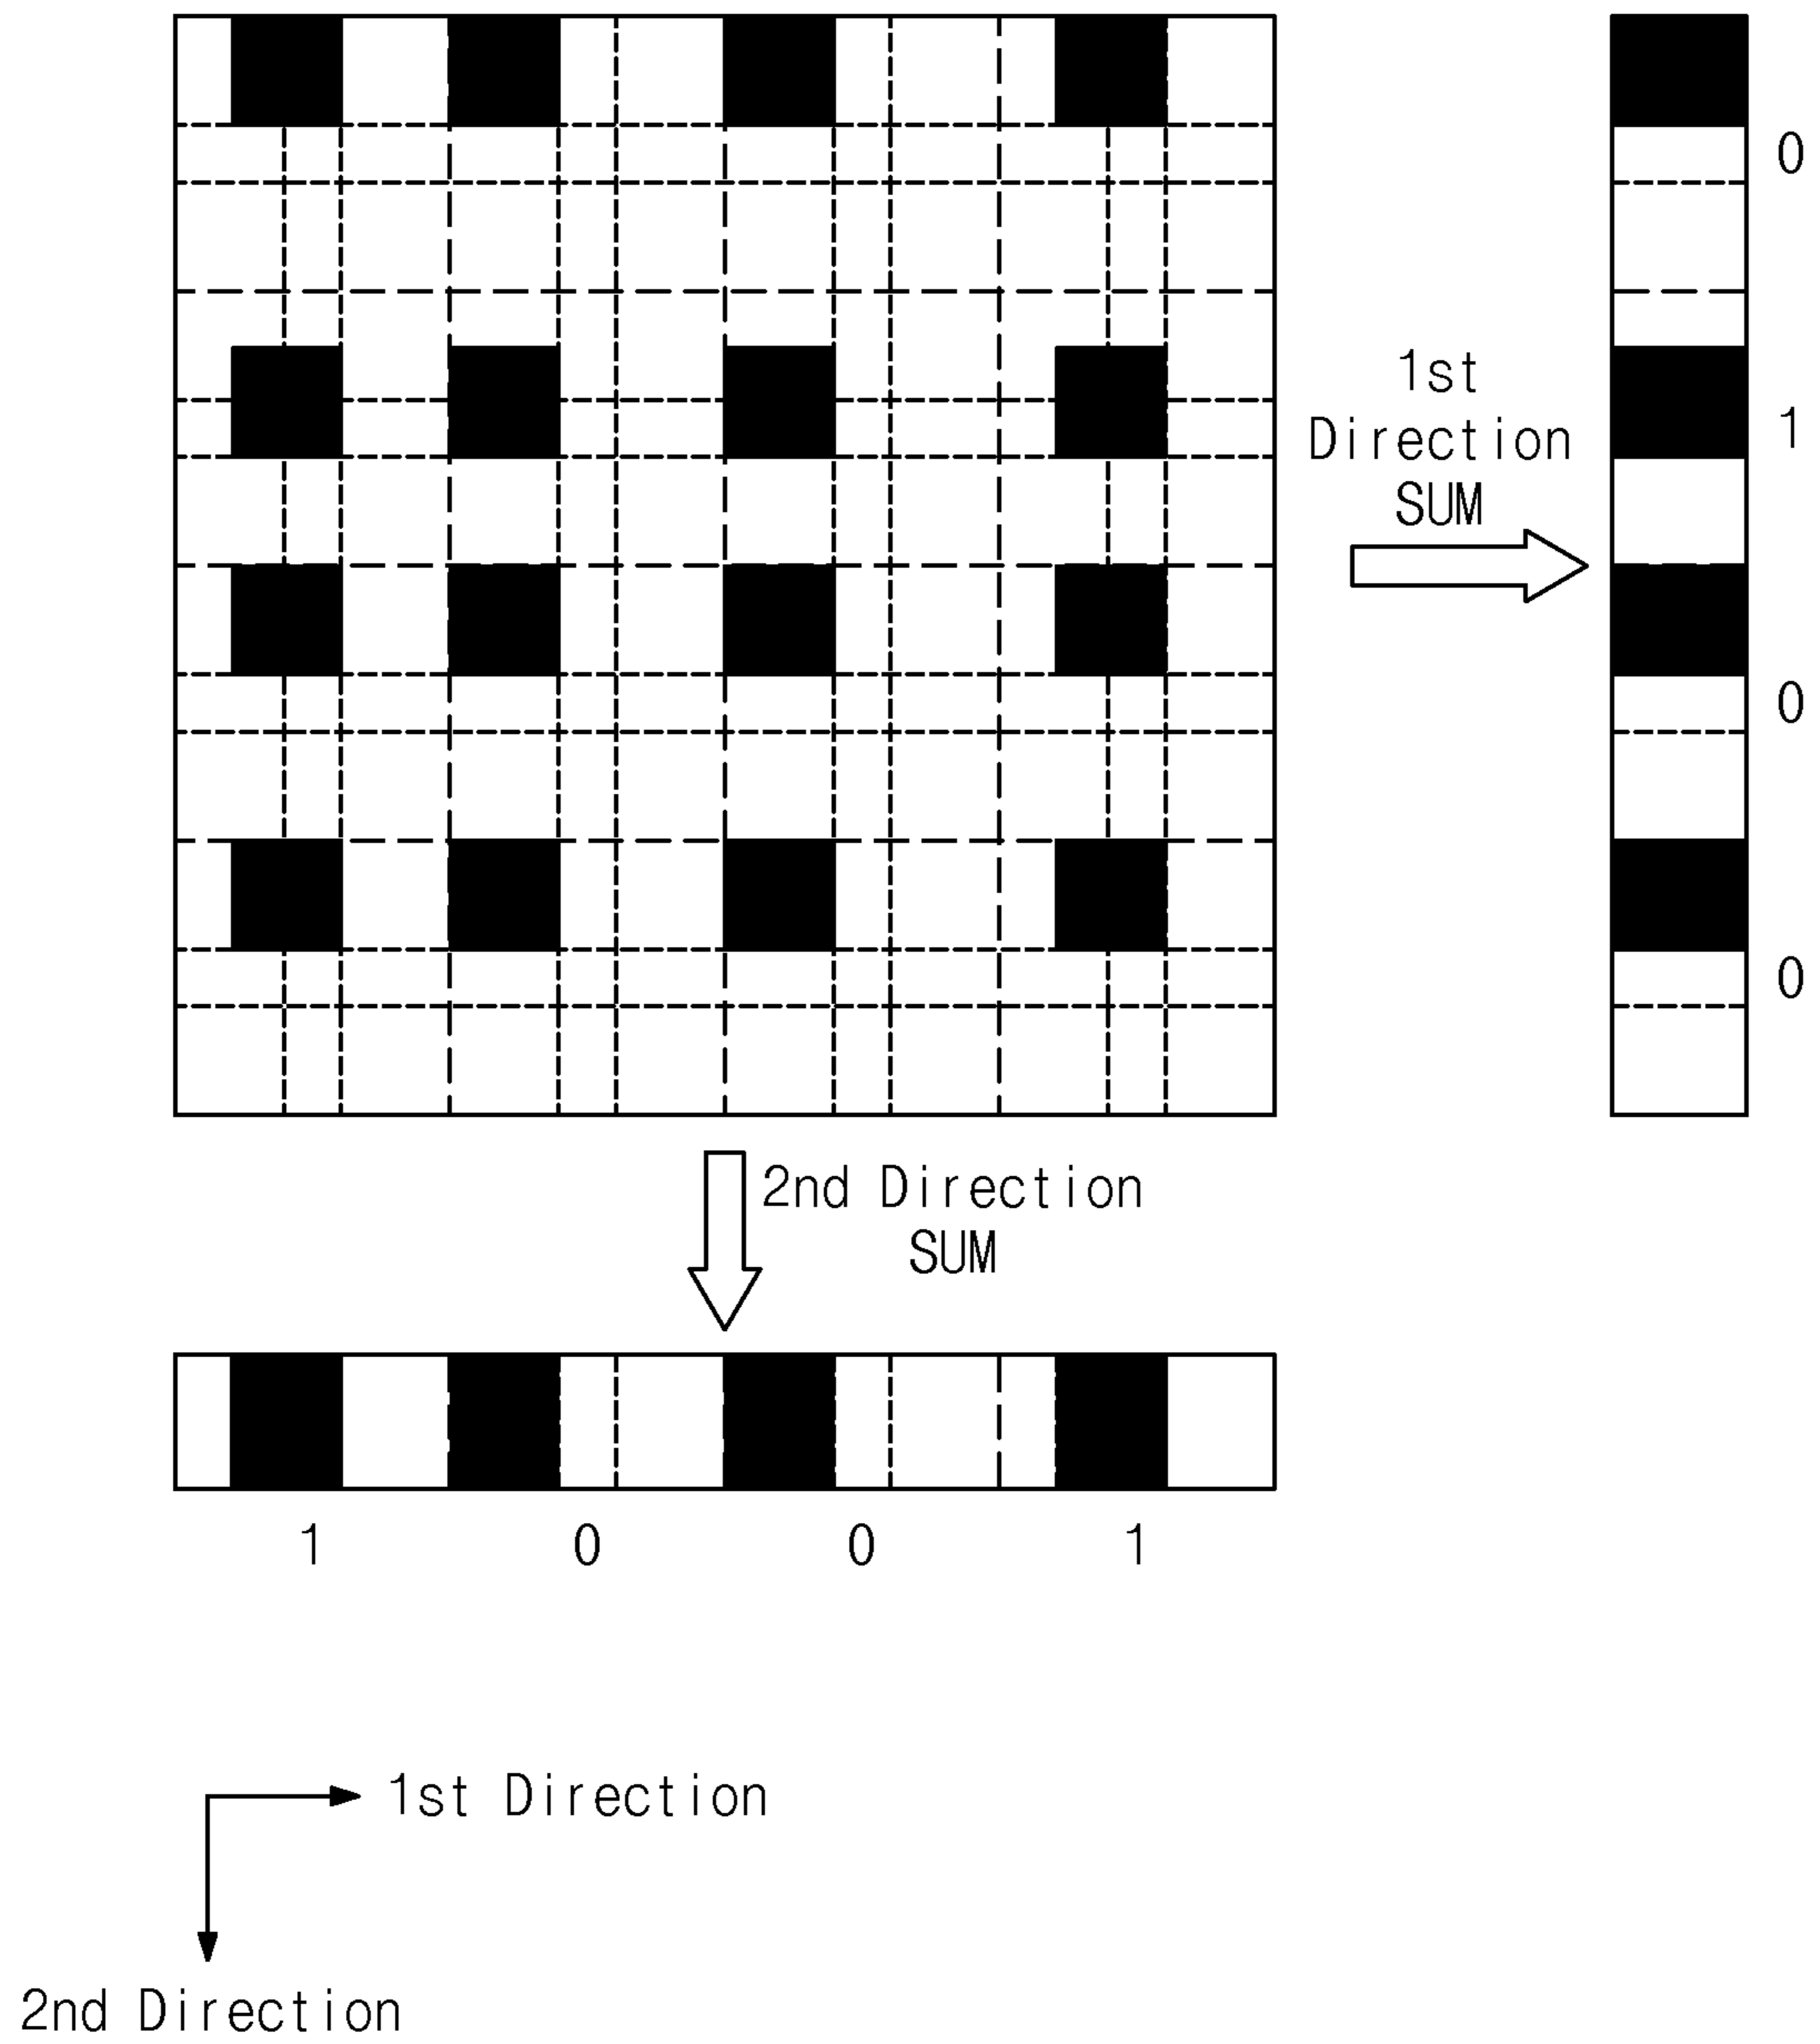 0
1st
Direction
SUM
1
0
0
2nd Direction
SUM
1 0 0 1
1st Direction
2nd Direction